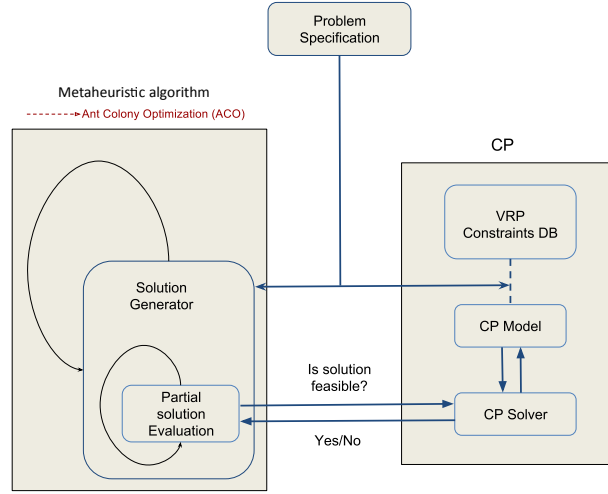 Problem
Specification
Metaheuristic algorithm
Ant Colony Optimization (ACO)
CP
VRP
Constraints DB
Solution
Generator
CP Model
Is solution
feasible?
Partial
solution
Evaluation
CP Solver
Yes/No